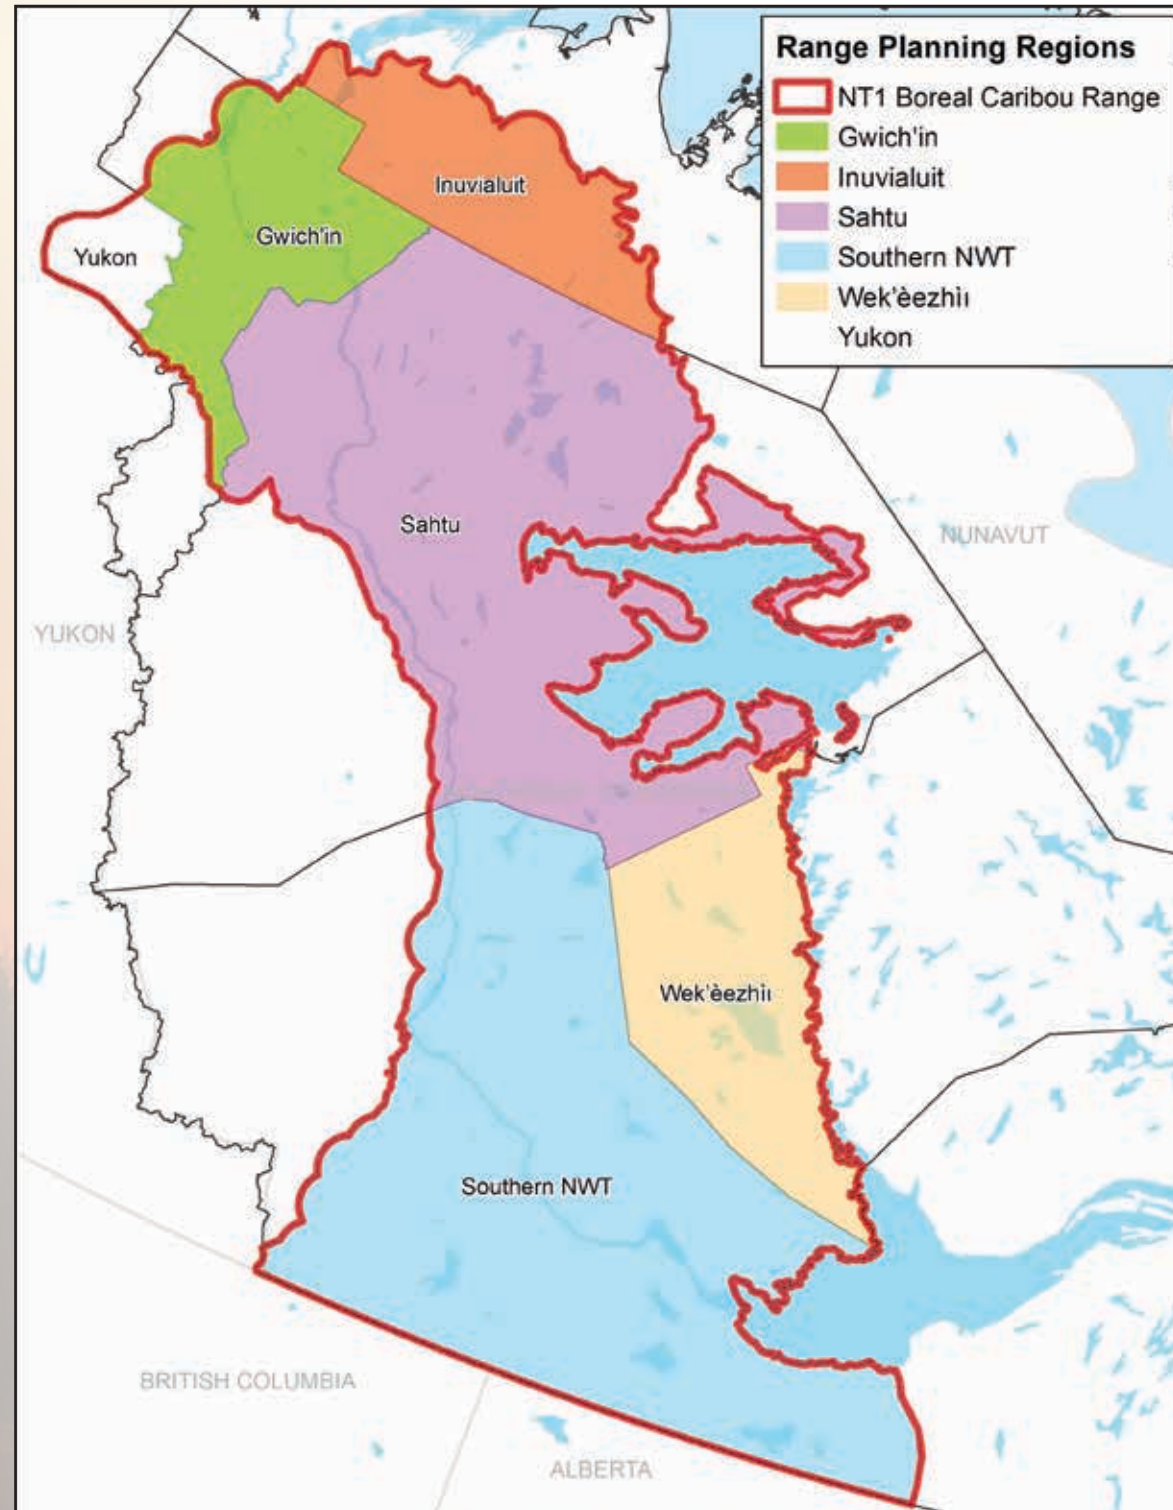 Range Planning Regions
NT1 Boreal Caribou Range
Gwich'in
Inuvialuit
Sahtu
Southern NWT
Wek'èezhìı
Yukon
Inuvialuit
Gwich'in
Yukon
Sahtu
NUNAVUT
YUKON
Wek'èezhìı
Southern NWT
BRITISH COLUMBIA
ALBERTA